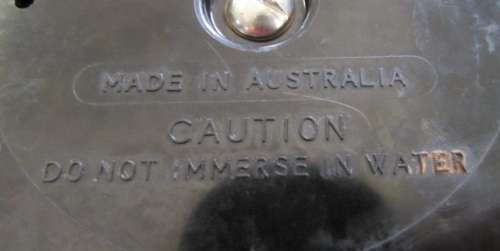 MADE IN AUSTRALIA
CAUTION
DO NOT IMMERSE IN WATER